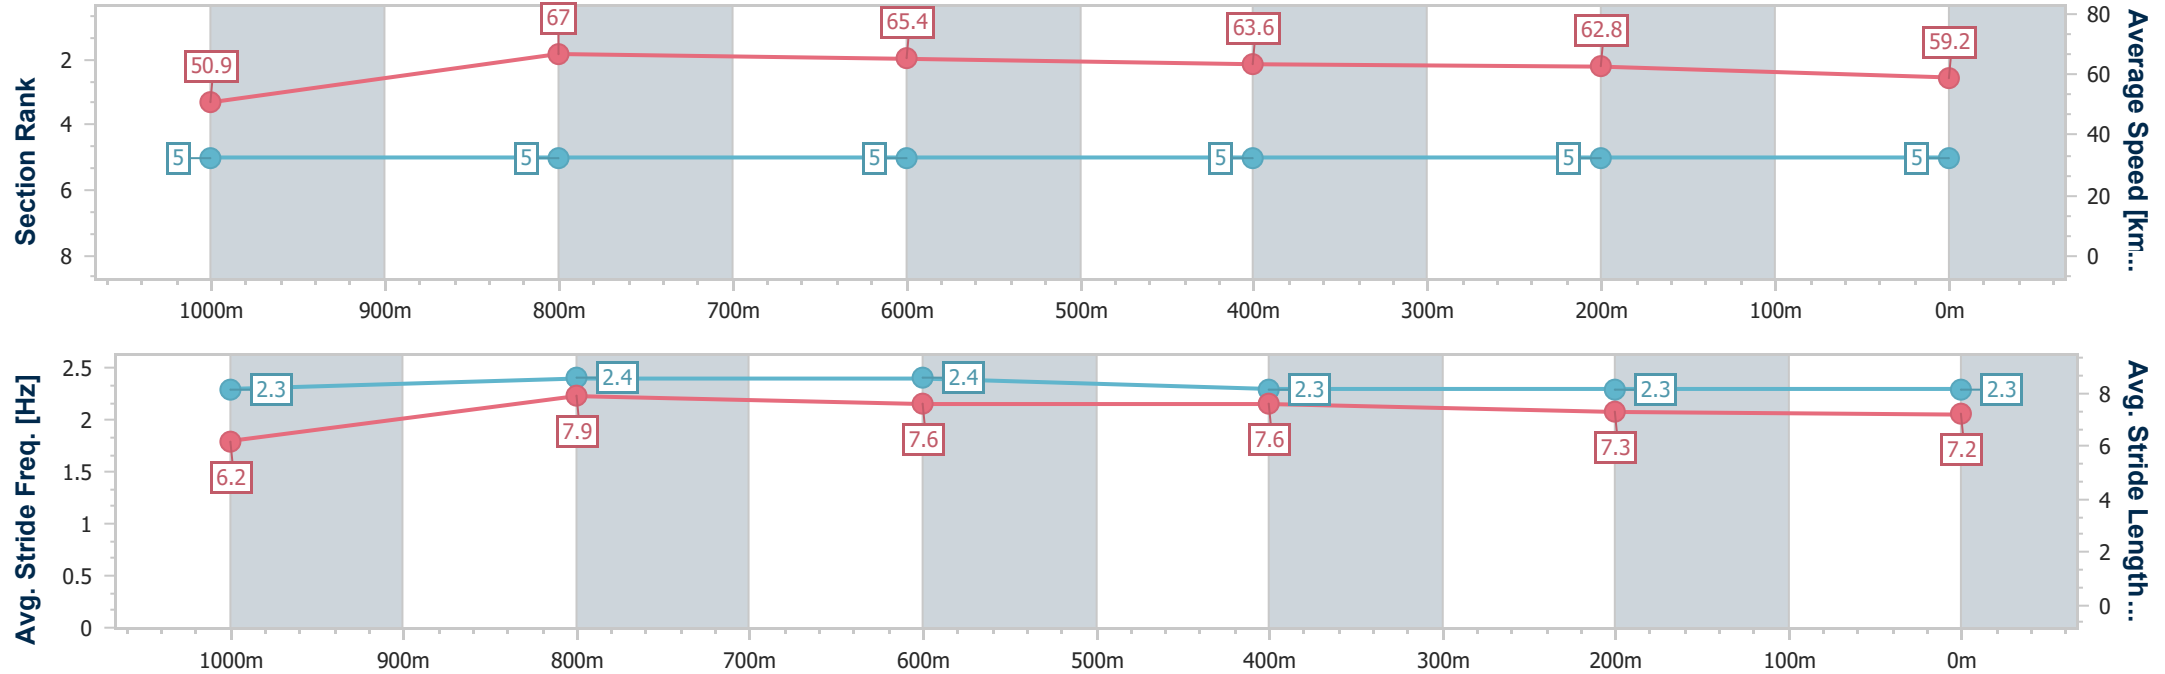 Section Rank
2
4
6
8
50.9
67
65.4
63.6
62.8
59.2
5
5
5
5
5
5
80
60
40
20
0
Average Speed [km...
1000m
900m
800m
700m
600m
500m
400m
300m
200m
100m
0m
Avg. Stride Freq. [Hz]
2.5
2
1.5
1
0.5
0
2.3
2.4
2.4
2.3
2.3
2.3
6.2
7.9
7.6
7.6
7.3
7.2
8
6
4
2
0
Avg. Stride Length ...
1000m
900m
800m
700m
600m
500m
400m
300m
200m
100m
0m